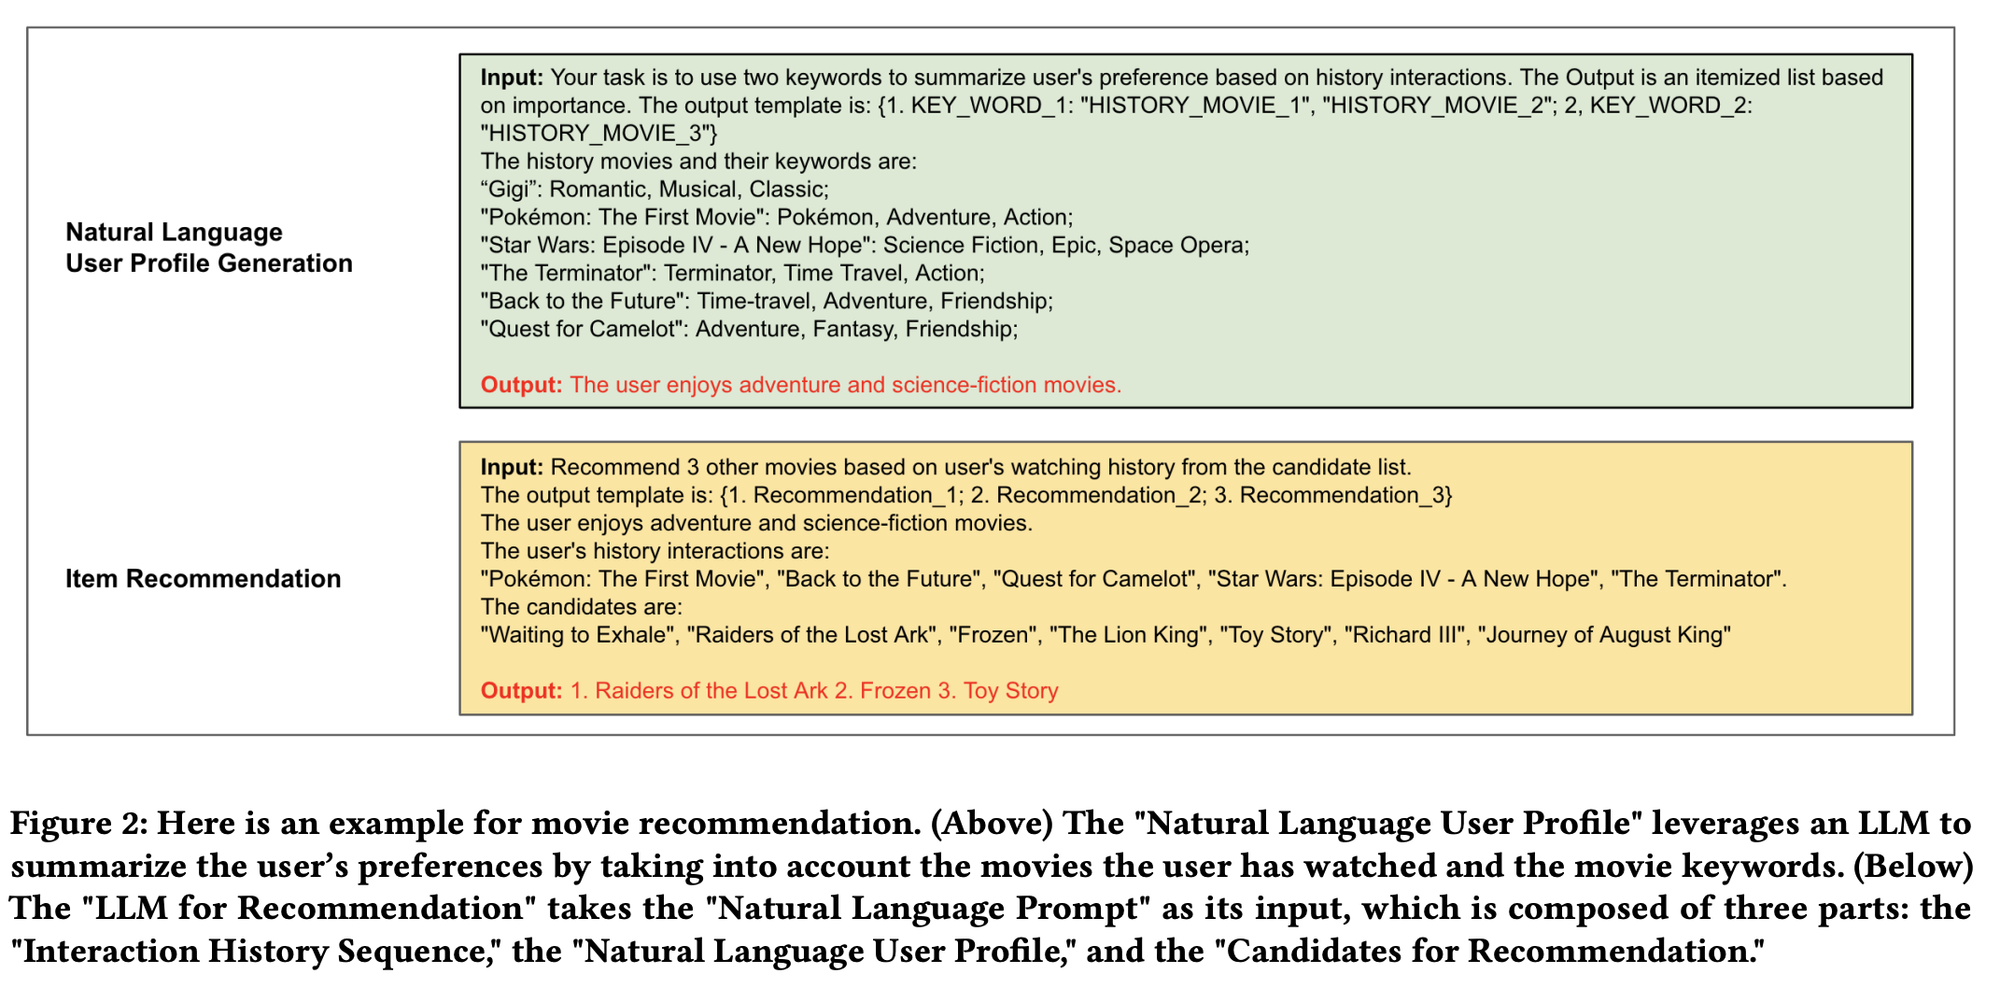 Natural Language
User Profile Generation
Input: Your task is to use two keywords to summarize user's preference based on history interactions. The Output is an itemized list based
on importance. The output template is: {1. KEY_WORD_1: "HISTORY_MOVIE_1", "HISTORY_MOVIE_2"; 2, KEY_WORD_2:
"HISTORY_MOVIE_3"}
The history movies and their keywords are:
“Gigi”: Romantic, Musical, Classic;
"Pokémon: The First Movie": Pokémon, Adventure, Action;
"Star Wars: Episode IV - A New Hope": Science Fiction, Epic, Space Opera;
"The Terminator": Terminator, Time Travel, Action;
"Back to the Future": Time-travel, Adventure, Friendship;
"Quest for Camelot": Adventure, Fantasy, Friendship;
Output: The user enjoys adventure and science-fiction movies.
Item Recommendation
Input: Recommend 3 other movies based on user's watching history from the candidate list.
The output template is: {1. Recommendation_1; 2. Recommendation_2; 3. Recommendation_3}
The user enjoys adventure and science-fiction movies.
The user's history interactions are:
"Pokémon: The First Movie", "Back to the Future", "Quest for Camelot", "Star Wars: Episode IV - A New Hope", "The Terminator".
The candidates are:
"Waiting to Exhale", "Raiders of the Lost Ark", "Frozen", "The Lion King", "Toy Story", "Richard III", "Journey of August King"
Output: 1. Raiders of the Lost Ark 2. Frozen 3. Toy Story
Figure 2: Here is an example for movie recommendation. (Above) The "Natural Language User Profile" leverages an LLM to
summarize the user’s preferences by taking into account the movies the user has watched and the movie keywords. (Below)
The "LLM for Recommendation" takes the "Natural Language Prompt" as its input, which is composed of three parts: the
"Interaction History Sequence," the "Natural Language User Profile," and the "Candidates for Recommendation."